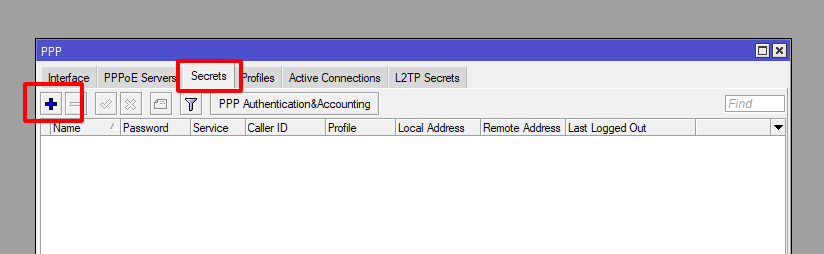 PPP
Interface PPPoE Servers Secrets Profiles Active Connections L2TP Secrets
PPP Authentication&Accounting Find
Name Password Service Caller ID Profile Local Address Remote Address Last Logged Out